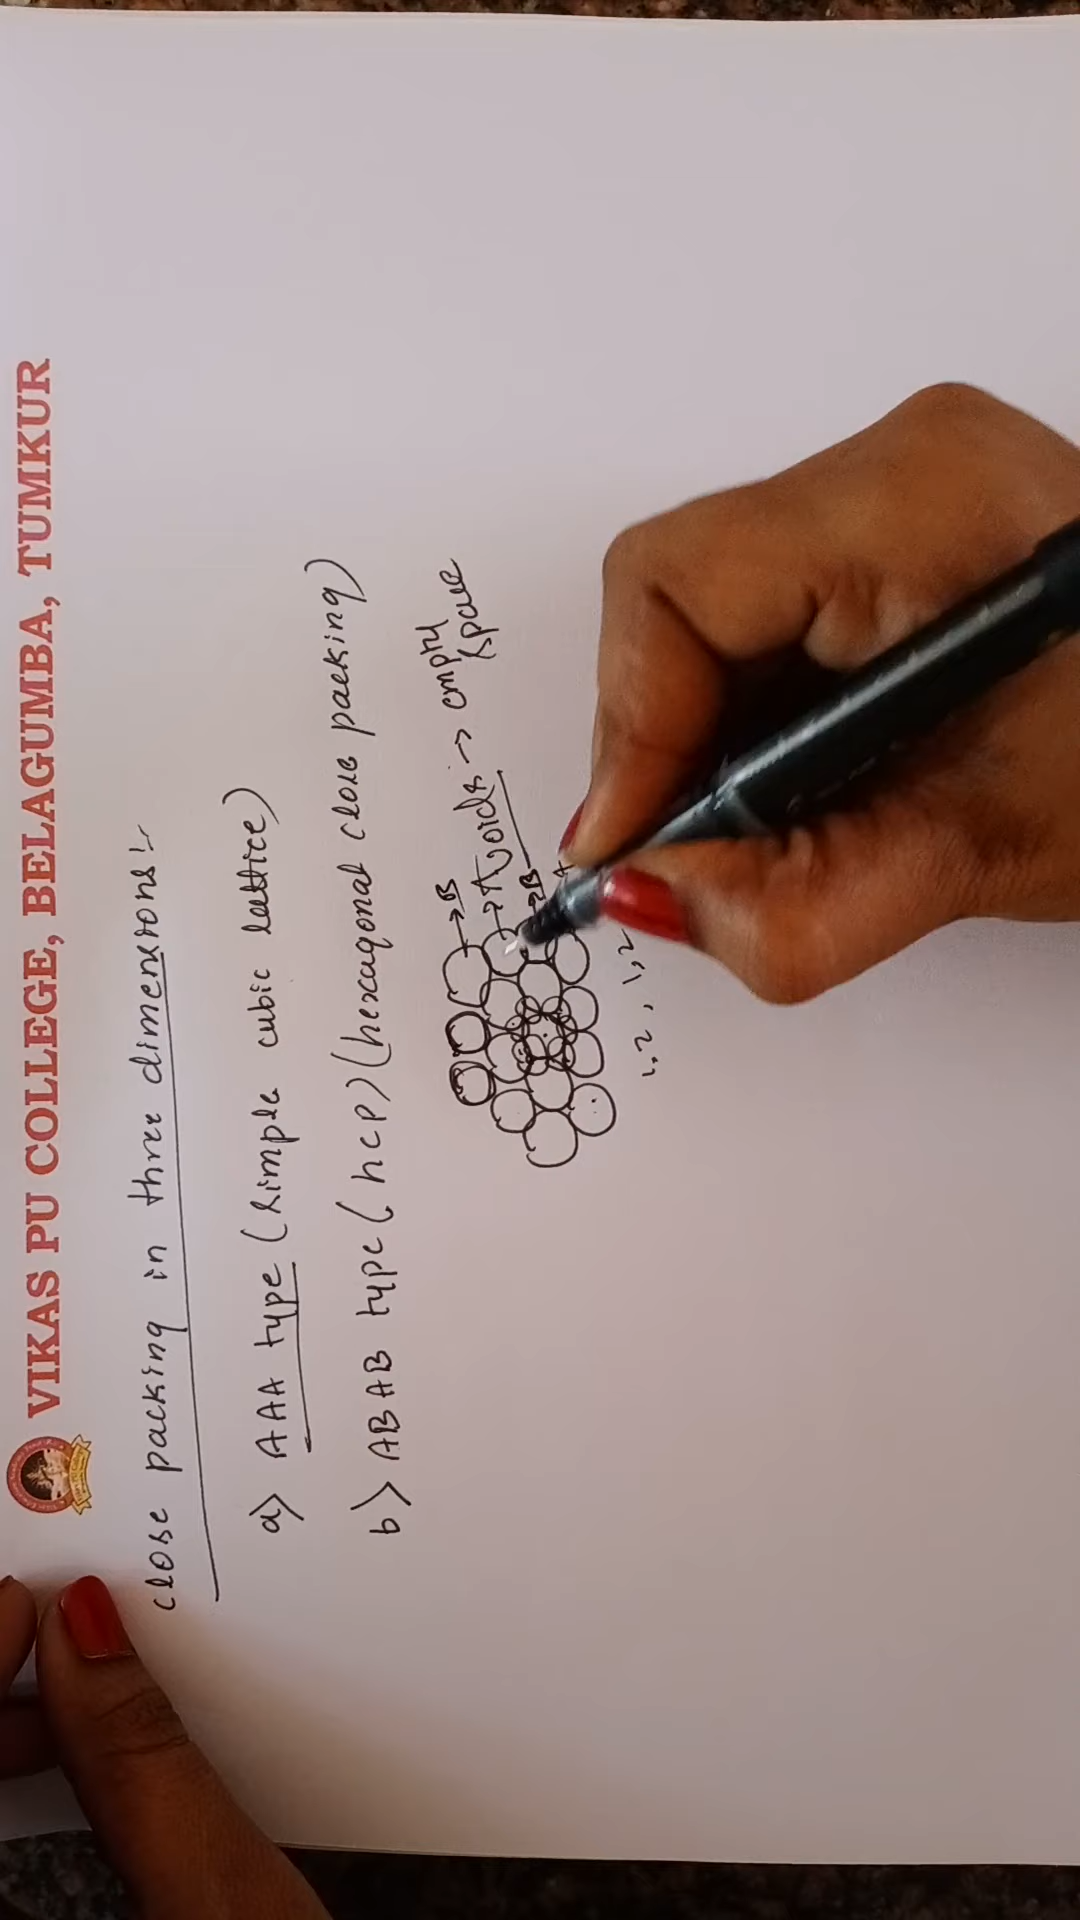 VIKAS PU COLLEGE, BELAGUMBA, TUMKUR
close packing in three dimensions:-
a) AAA type (simple cubic lattice)
b) ABAB type (hcp) (hexagonal close packing)
→B
→A voids → empty space
→B
A
1,2, 1,2